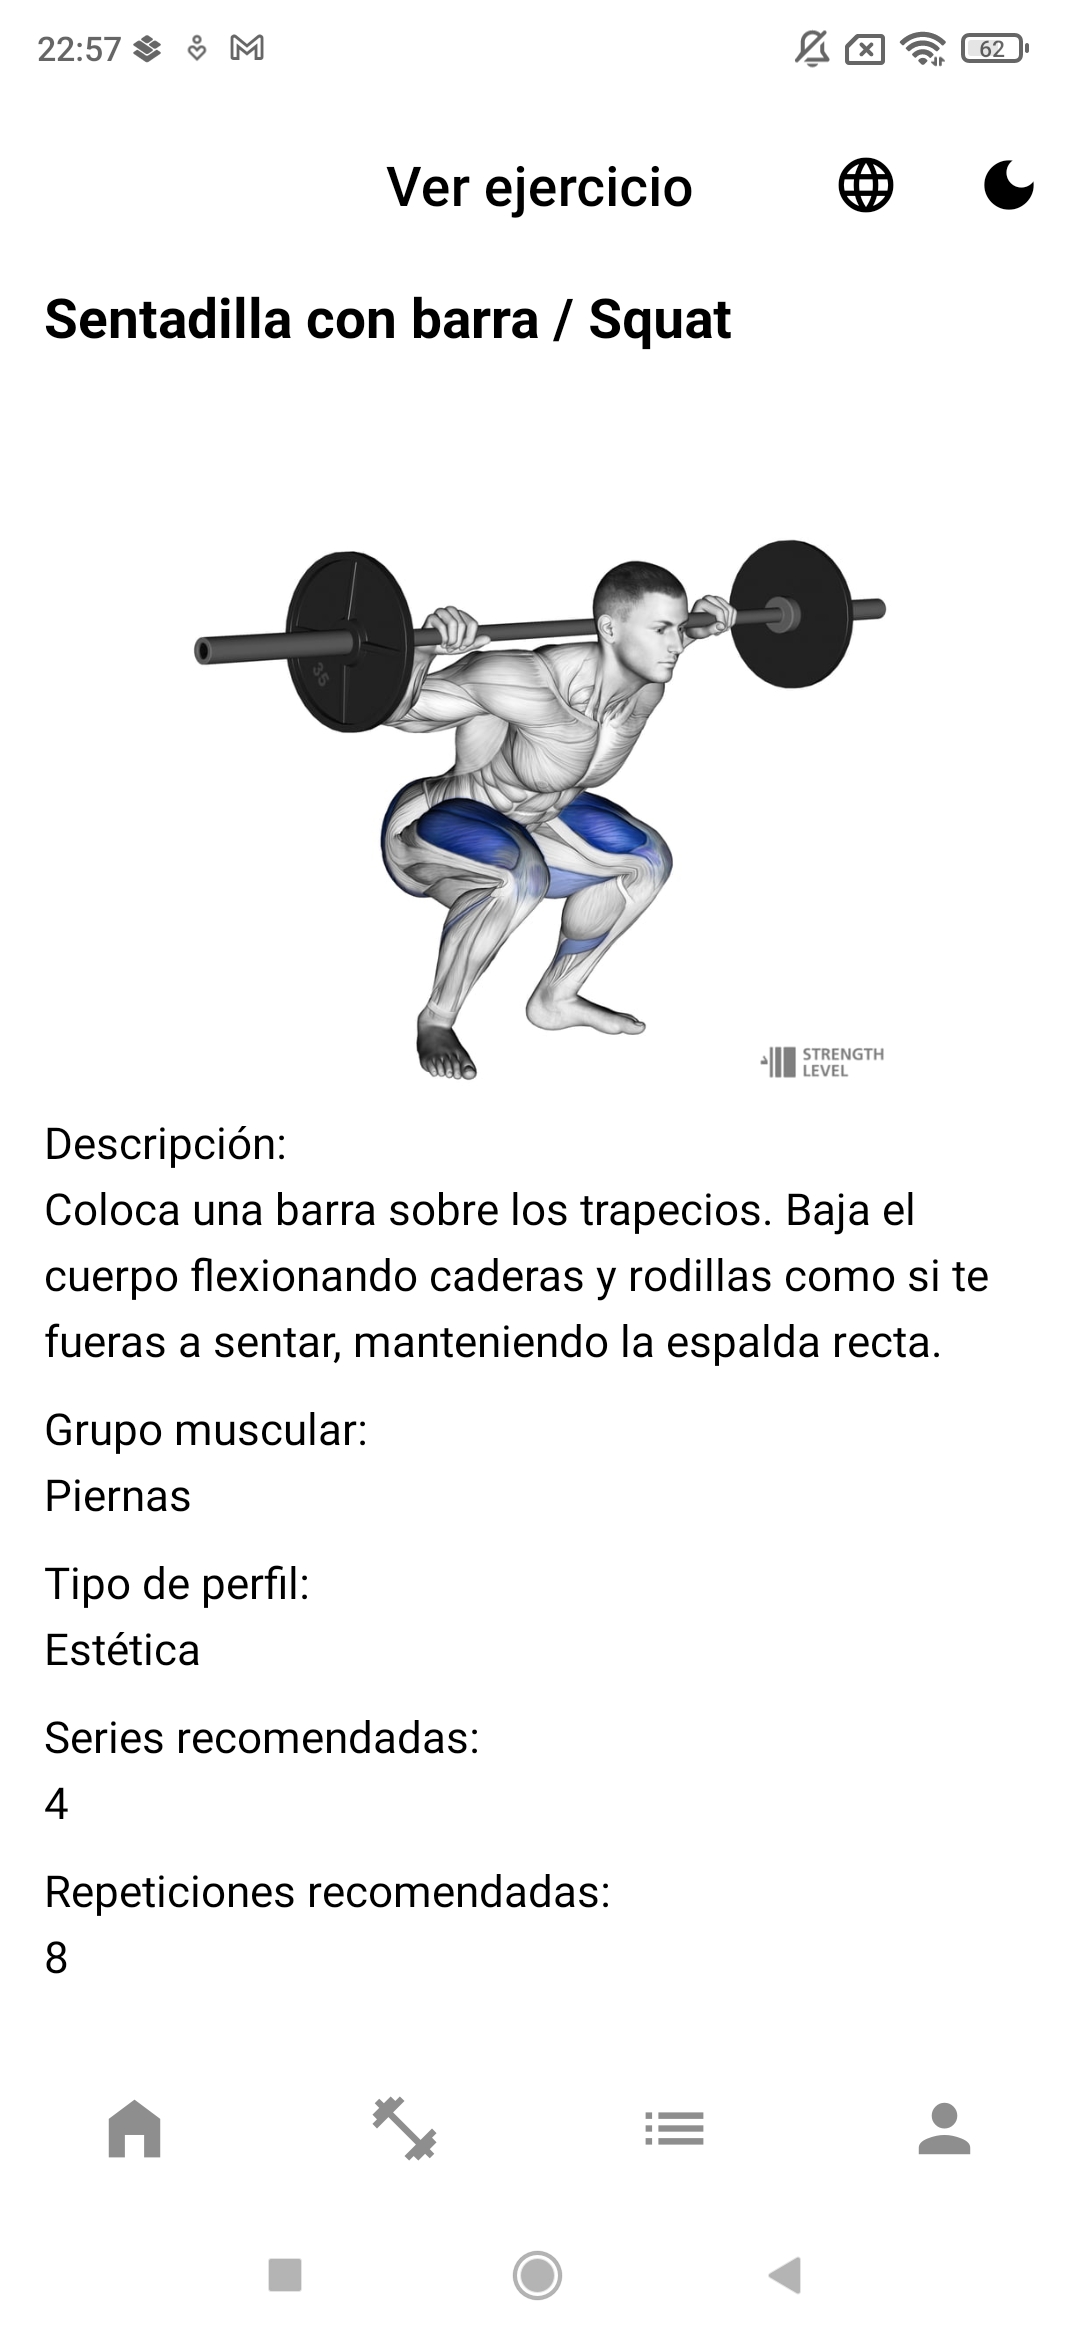 22:57
62
Ver ejercicio
Sentadilla con barra / Squat
35
STRENGTH
LEVEL
Descripción:
Coloca una barra sobre los trapecios. Baja el
cuerpo flexionando caderas y rodillas como si te
fueras a sentar, manteniendo la espalda recta.
Grupo muscular:
Piernas
Tipo de perfil:
Estética
Series recomendadas:
4
Repeticiones recomendadas:
8